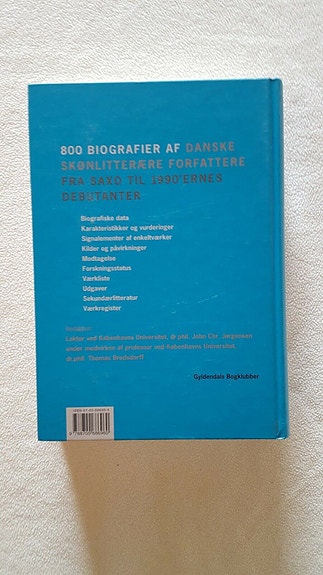 800 BIOGRAFIER AF DANSKE
SKØNLITTERÆRE FORFATTERE
FRA SAXO TIL 1990'ERNES
DEBUTANTER
Biografiske data
Karakteristikker og vurderinger
Signalementer af enkeltværker
Kilder og påvirkninger
Modtagelse
Forskningsstatus
Værkliste
Udgaver
Sekundærlitteratur
Værkregister
Redaktion:
Lektor ved Københavns Universitet, dr. phil. John Chr. Jørgensen
under medvirken af professor ved Københavns Universitet,
dr. phil. Thomas Bredsdorff
Gyldendals Bogklubber